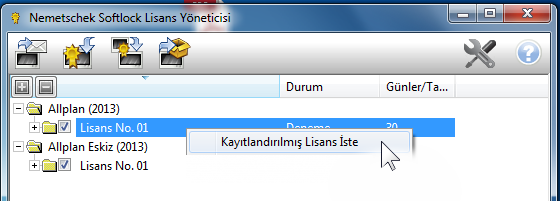 Nemetschek Softlock Lisans Yöneticisi
Durum Günler/Ta...
Allplan (2013)
Lisans No. 01 Deneme 30
Kayıtlandırılmış Lisans İste
Allplan Eskiz (2013)
Lisans No. 01